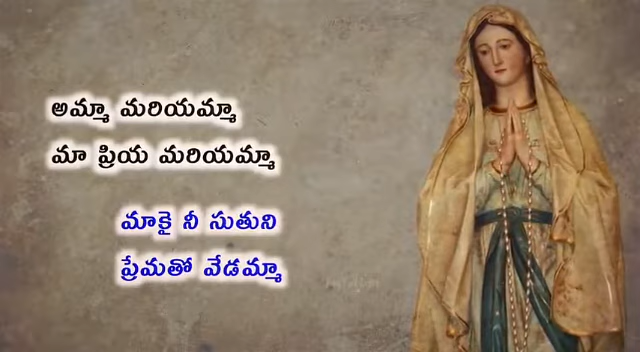 అమ్మా మరియమ్మా
మా ప్రియ మరియమ్మా
మాకై నీ సుతుని
ప్రేమతో వేడమ్మా